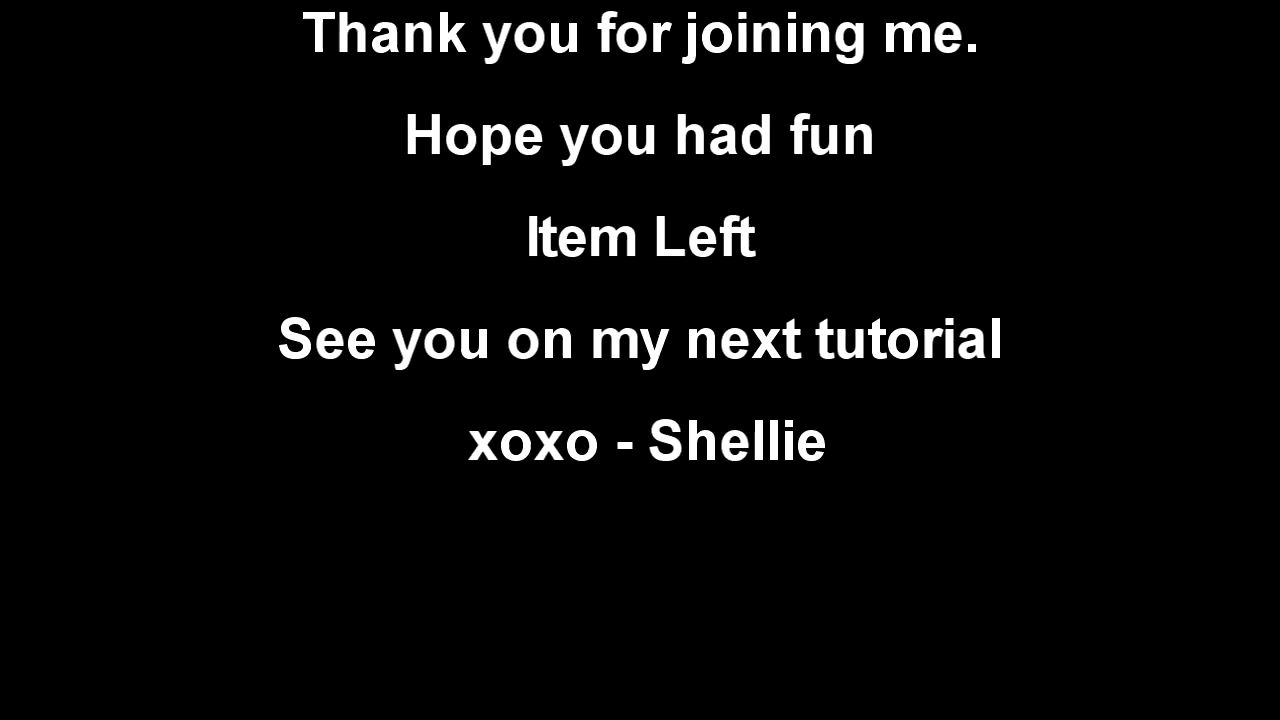 Thank you for joining me.
Hope you had fun
Item Left
See you on my next tutorial
xoxo - Shellie